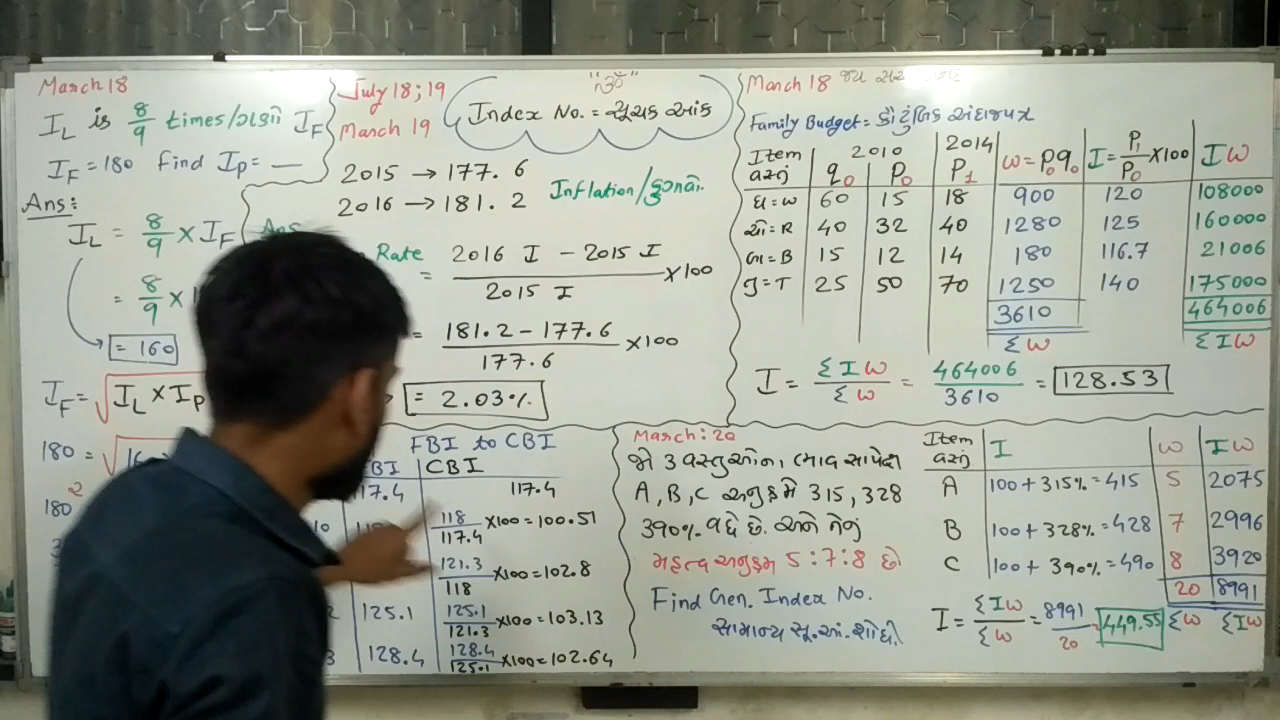 March 18
I_L is 8/9 times/ગણો I_F
I_F = 180 find I_P = __
Ans:
I_L = 8/9 × I_F
= 8/9 ×
= 160
I_F = √I_L × I_P
180 = √
180
July 18; 19
March 19
"ૐ"
Index No. = સૂચક આંક
2015 → 177.6
2016 → 181.2
Inflation/ફુગાવો
Ans
Rate
= 2016 I - 2015 I / 2015 I × 100
= 181.2 - 177.6 / 177.6 × 100
= 2.03%
FBI to CBI
FBI CBI
117.4 117.4
118/117.4 × 100 = 100.51
121.3/118 × 100 = 102.8
125.1 125.1/121.3 × 100 = 103.13
128.4 128.4/125.1 × 100 = 102.64
March 18
Family Budget = કૌટુંબિક અંદાજપત્ર
Item 2010 2014 w = P0q0 I = P1/P0 × 100 Iw
q0 P0 P1
ઘ = W 60 15 18 900 120 108000
ચો = R 40 32 40 1280 125 160000
બા = B 15 12 14 180 116.7 21006
તુ = T 25 50 70 1250 140 175000
3610 464006
Σw ΣIw
I = ΣIw/Σw = 464006/3610 = 128.53
March: 20
જો 3 વસ્તુઓના ભાવ સાપેક્ષ
A, B, C અનુક્રમે 315, 328
390% વધે છે. અને તેનું
મહત્વ અનુક્રમ 5:7:8 છે
Find Gen. Index No.
સામાન્ય સૂ. આં. શોધો.
Item I w Iw
A 100 + 315% = 415 5 2075
B 100 + 328% = 428 7 2996
C 100 + 390% = 490 8 3920
20 8991
I = ΣIw/Σw = 8991/20 = 449.55 Σw ΣIw